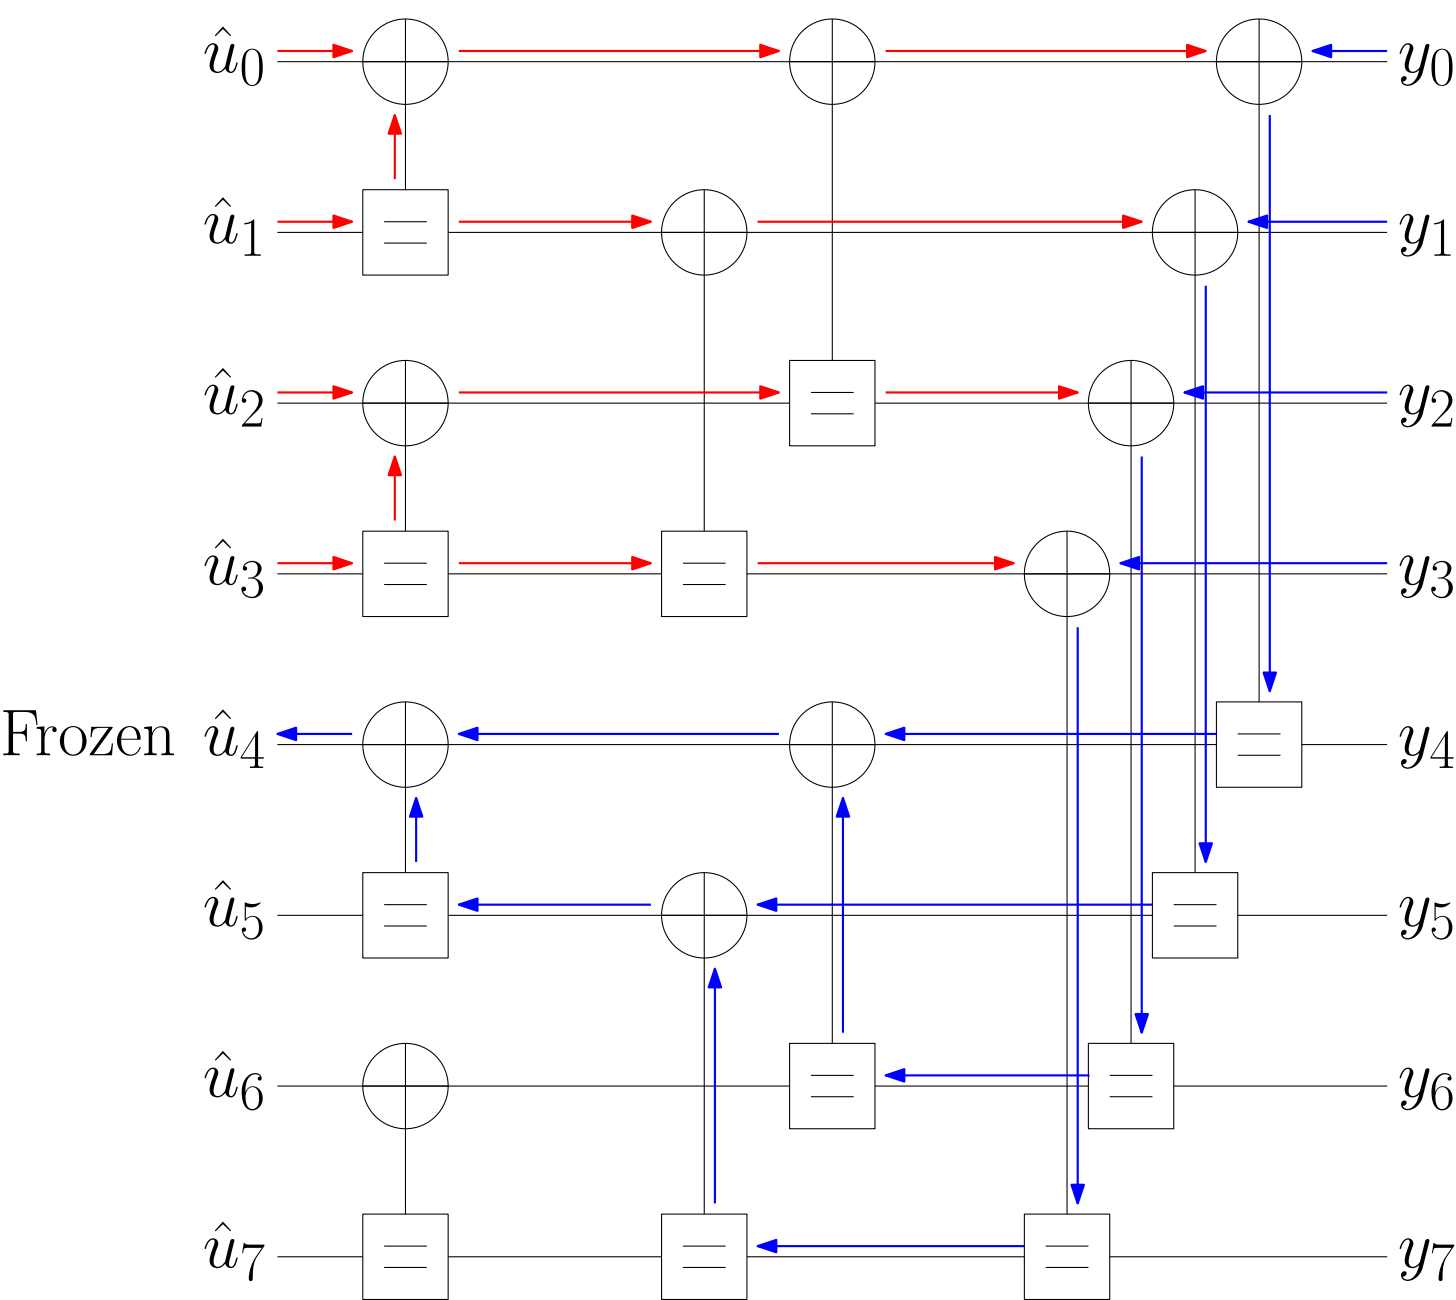 û₀ y₀
û₁ y₁
û₂ y₂
û₃ y₃
Frozen û₄ y₄
û₅ y₅
û₆ y₆
û₇ y₇